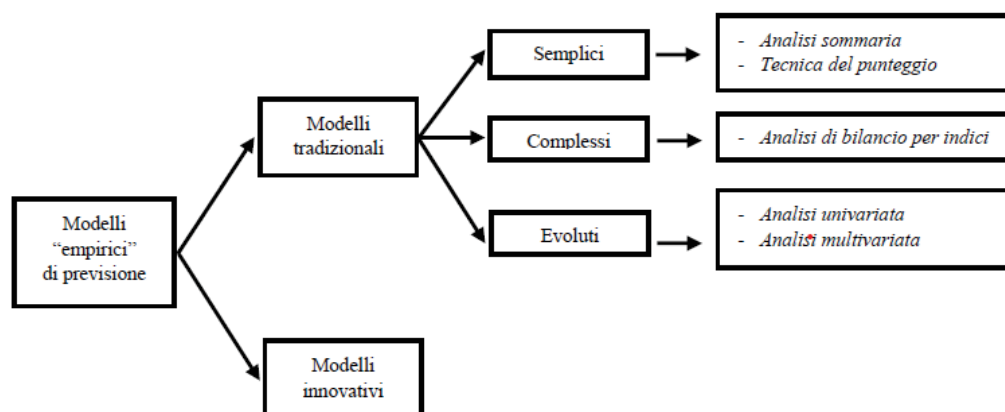 Semplici
- Analisi sommaria
- Tecnica del punteggio
Modelli
tradizionali
Complessi
- Analisi di bilancio per indici
Modelli
“empirici”
di previsione
Evoluti
- Analisi univariata
- Analisi multivariata
Modelli
innovativi